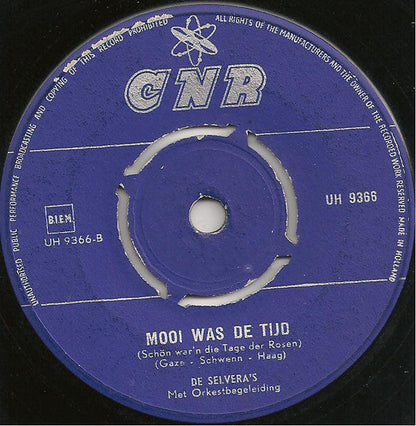 UNAUTHORISED PUBLIC PERFORMANCE BROADCASTING AND COPYING OF THIS RECORD PROHIBITED
ALL RIGHTS OF THE MANUFACTURERS AND THE OWNER OF THE RECORDED WORK RESERVED MADE IN HOLLAND
CNR
B.I.E.M.
UH 9366-B
UH 9366
MOOI WAS DE TIJD
(Schön war'n die Tage der Rosen)
(Gaze - Schwenn - Haag)
DE SELVERA'S
Met Orkestbegeleiding